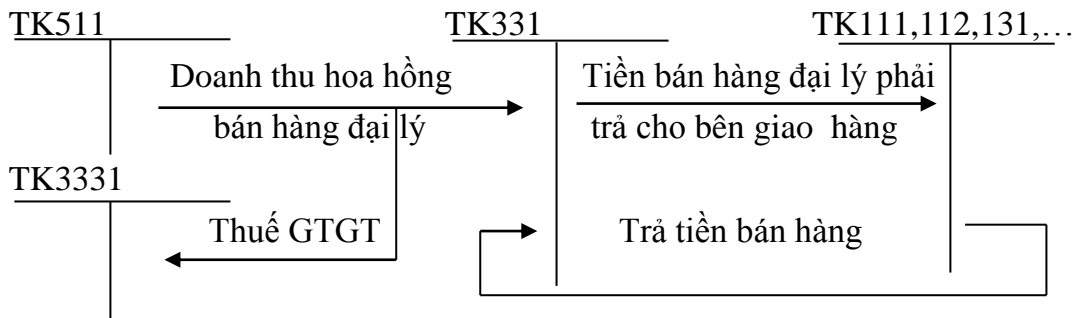 TK511
TK331
TK111,112,131,…
Doanh thu hoa hồng
bán hàng đại lý
Tiền bán hàng đại lý phải
trả cho bên giao hàng
TK3331
Thuế GTGT
Trả tiền bán hàng